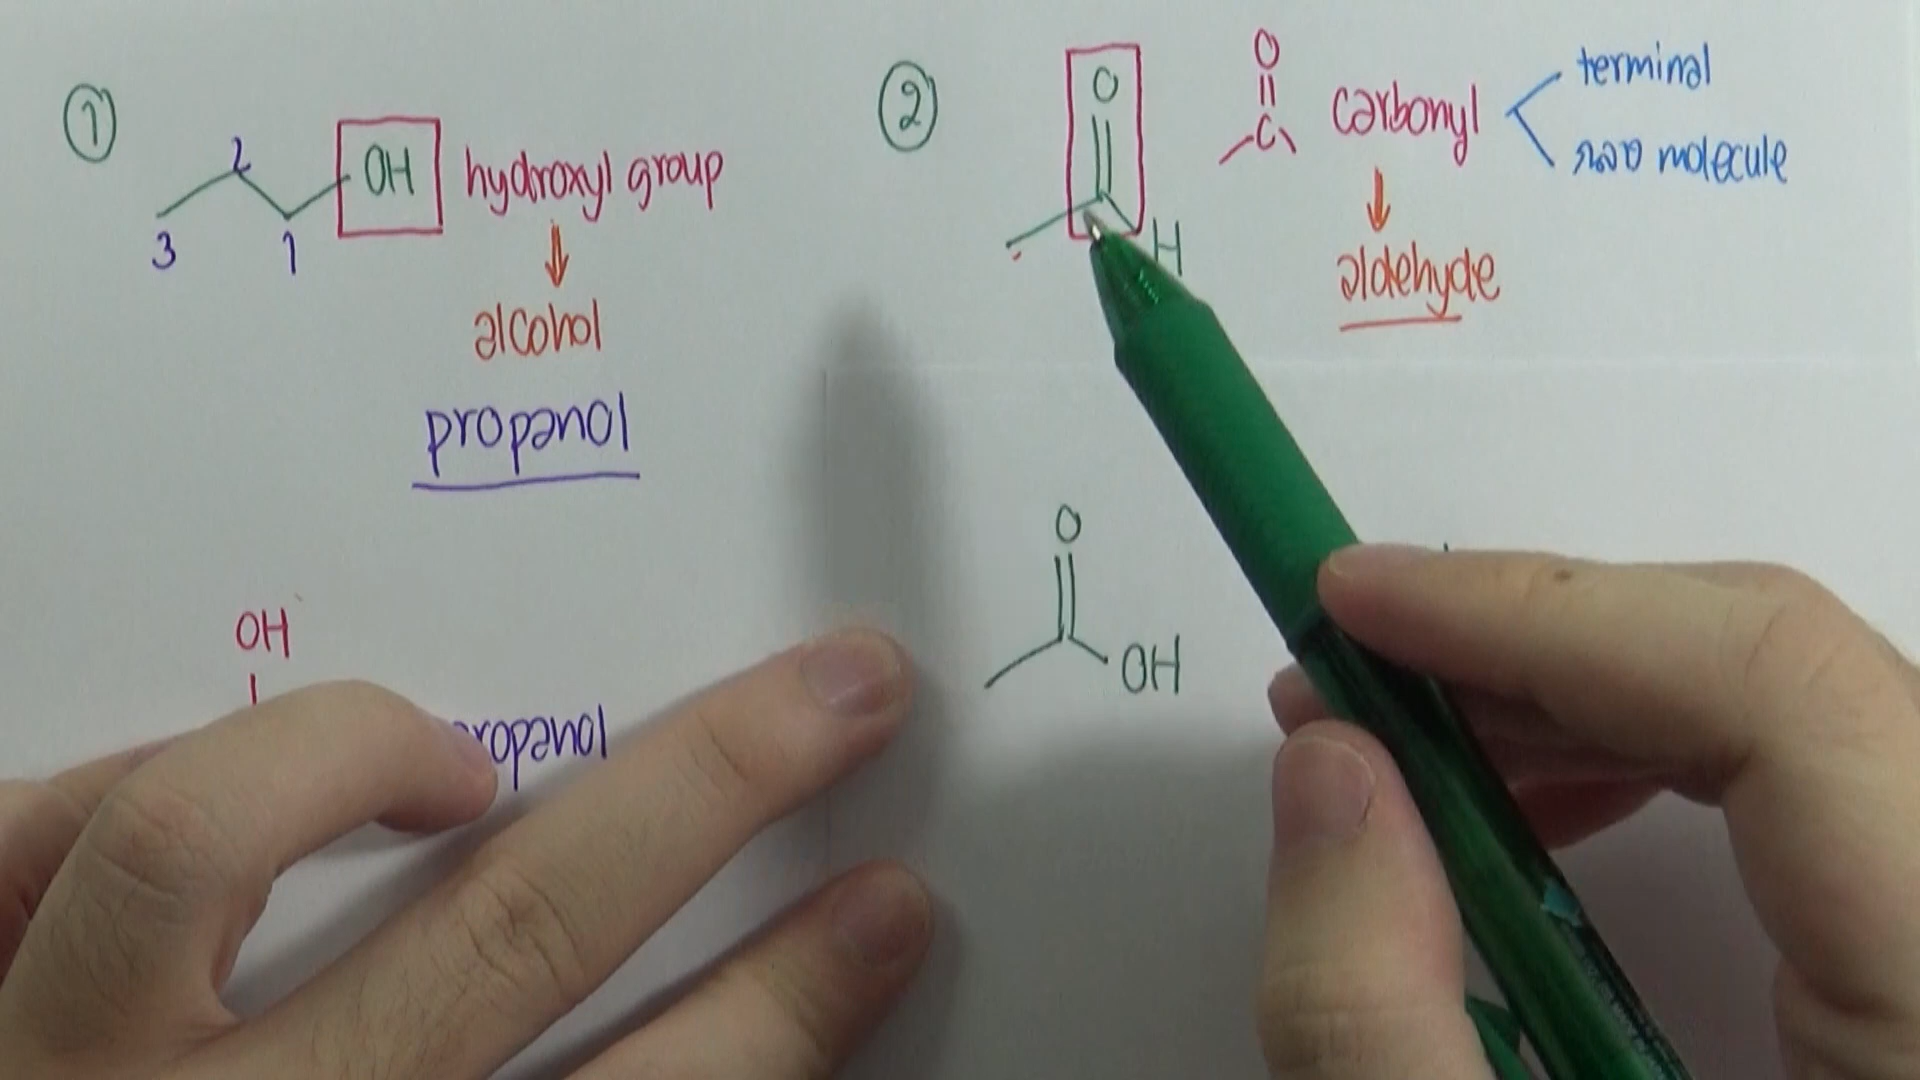 ①
OH
hydroxyl group
2
3
1
alcohol
propanol
OH
ropanol
②
O
H
O
C
carbonyl
terminal
กลาง molecule
aldehyde
O
OH